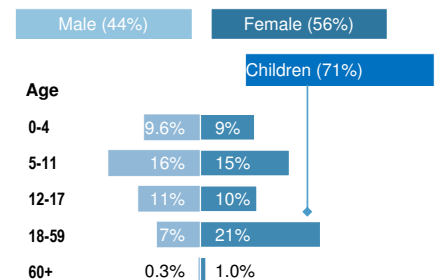 Male (44%) Female (56%)
Children (71%)
Age
0-4 9.6% 9%
5-11 16% 15%
12-17 11% 10%
18-59 7% 21%
60+ 0.3% 1.0%